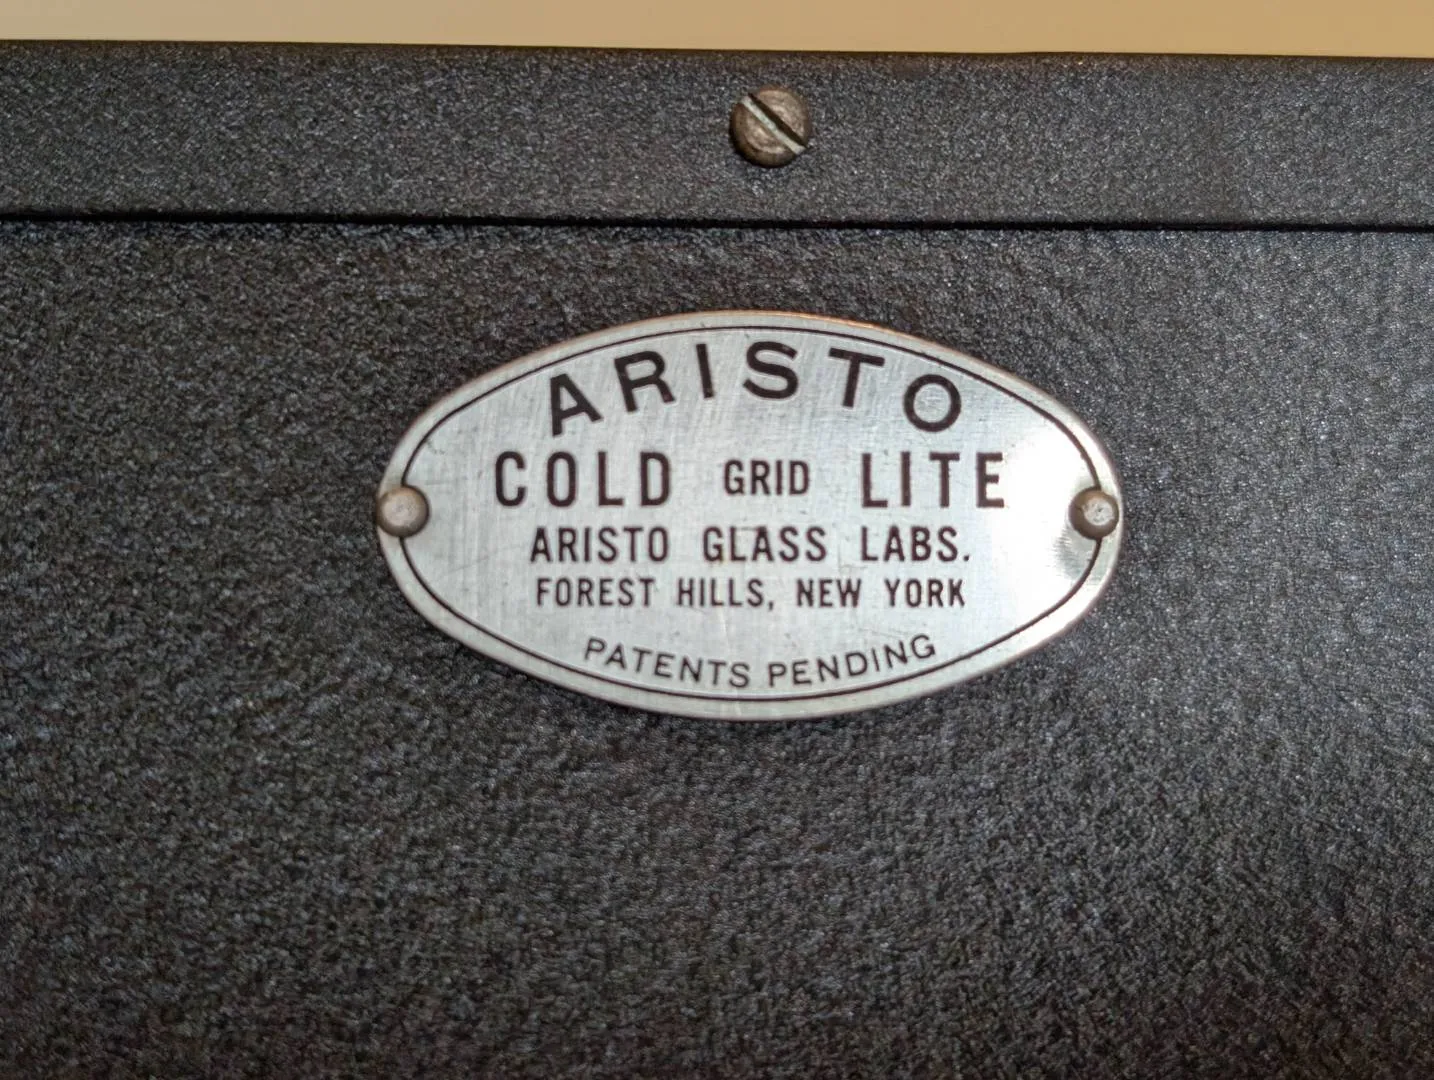 ARISTO
COLD GRID LITE
ARISTO GLASS LABS.
FOREST HILLS, NEW YORK
PATENTS PENDING